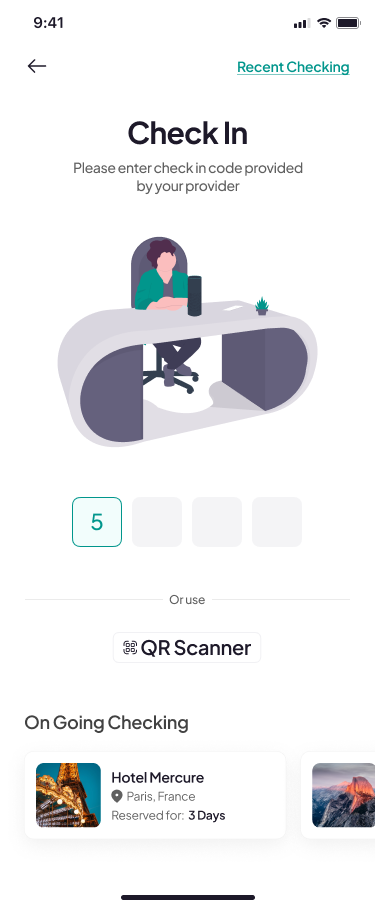 9:41
Recent Checking
Check In
Please enter check in code provided
by your provider
5
Or use
QR Scanner
On Going Checking
Hotel Mercure
Paris, France
Reserved for: 3 Days